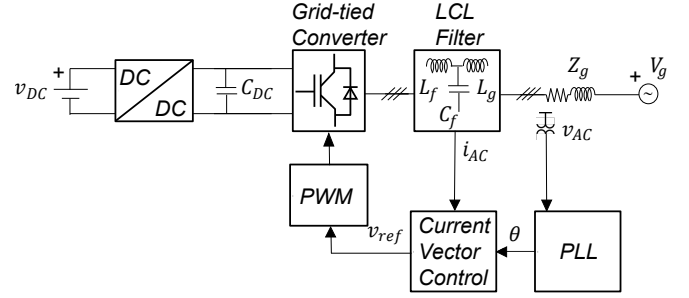 Grid-tied
Converter
LCL
Filter
+
v_DC
DC
DC
C_DC
L_f
L_g
C_f
Z_g
+
V_g
~
i_AC
v_AC
PWM
v_ref
Current
Vector
Control
θ
PLL